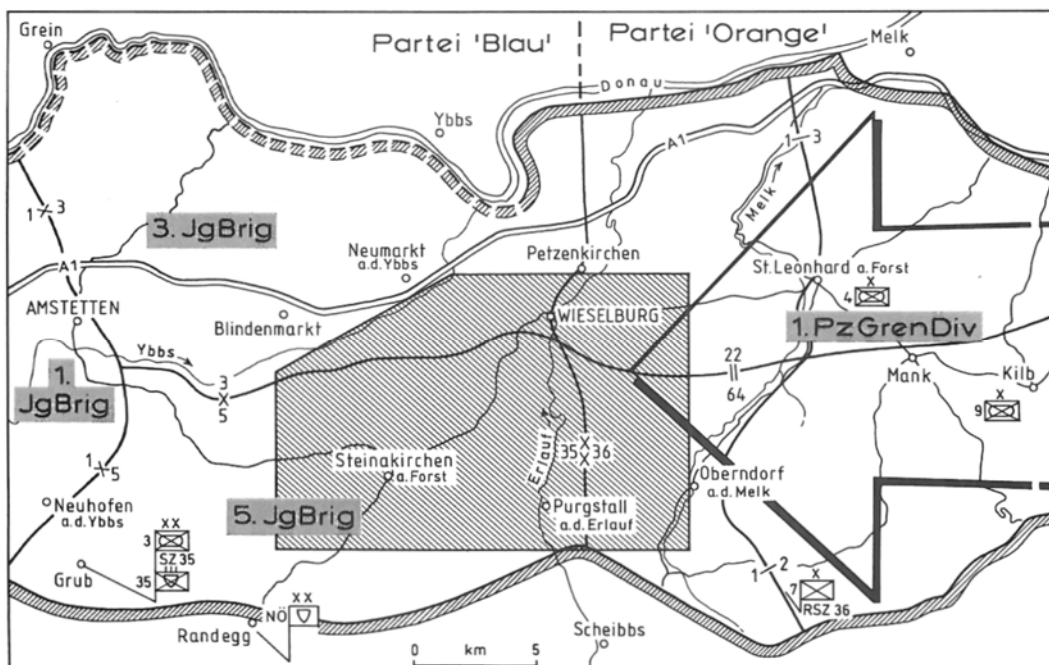 Grein
Partei 'Blau'
Partei 'Orange'
Melk
Donau
Ybbs
A1
1 3
Melk
1 3
3. JgBrig
Neumarkt
a.d. Ybbs
Petzenkirchen
St. Leonhard a. Forst
X
4
A1
AMSTETTEN
Blindenmarkt
WIESELBURG
1. PzGrenDiv
Ybbs
3
X
5
22
||
64
Mank
Kilb
1.
JgBrig
X
9
Erlauf
35 X X 36
1 5
Steinakirchen
a. Forst
Oberndorf
a.d. Melk
Neuhofen
a.d. Ybbs
5. JgBrig
Purgstall
a.d. Erlauf
XX
3
SZ 35
III
35
Grub
1 2
X
7
RSZ 36
NÖ
XX
Randegg
Scheibbs
0 km 5